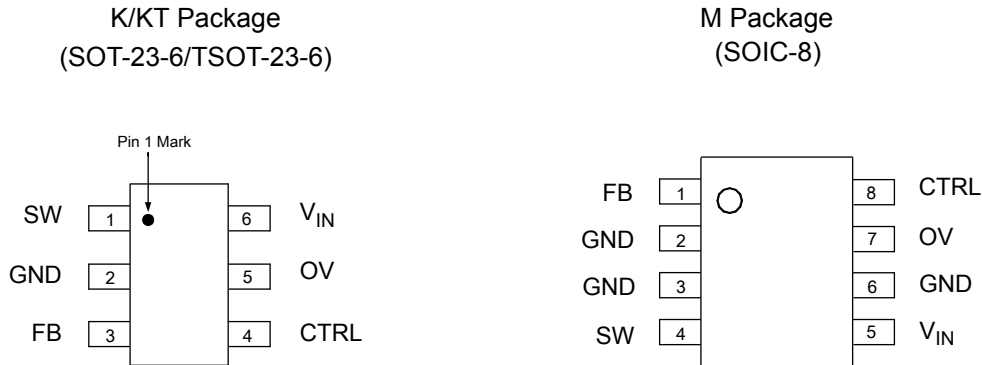 K/KT Package
(SOT-23-6/TSOT-23-6)
Pin 1 Mark
SW 1 6 VIN
GND 2 5 OV
FB 3 4 CTRL
M Package
(SOIC-8)
FB 1 8 CTRL
GND 2 7 OV
GND 3 6 GND
SW 4 5 VIN